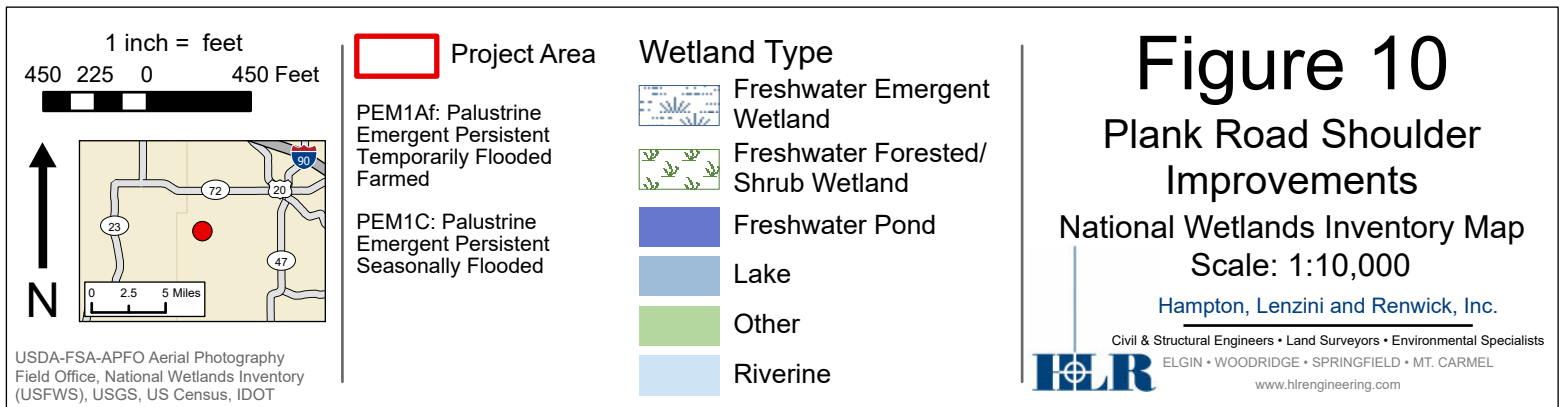 1 inch =  feet
450 225 0 450 Feet
N
90
72
20
23
47
0 2.5 5 Miles
USDA-FSA-APFO Aerial Photography
Field Office, National Wetlands Inventory
(USFWS), USGS, US Census, IDOT
Project Area
PEM1Af: Palustrine
Emergent Persistent
Temporarily Flooded
Farmed
PEM1C: Palustrine
Emergent Persistent
Seasonally Flooded
Wetland Type
Freshwater Emergent
Wetland
Freshwater Forested/
Shrub Wetland
Freshwater Pond
Lake
Other
Riverine
Figure 10
Plank Road Shoulder
Improvements
National Wetlands Inventory Map
Scale: 1:10,000
Hampton, Lenzini and Renwick, Inc.
Civil & Structural Engineers • Land Surveyors • Environmental Specialists
HLR
ELGIN • WOODRIDGE • SPRINGFIELD • MT. CARMEL
www.hlrengineering.com